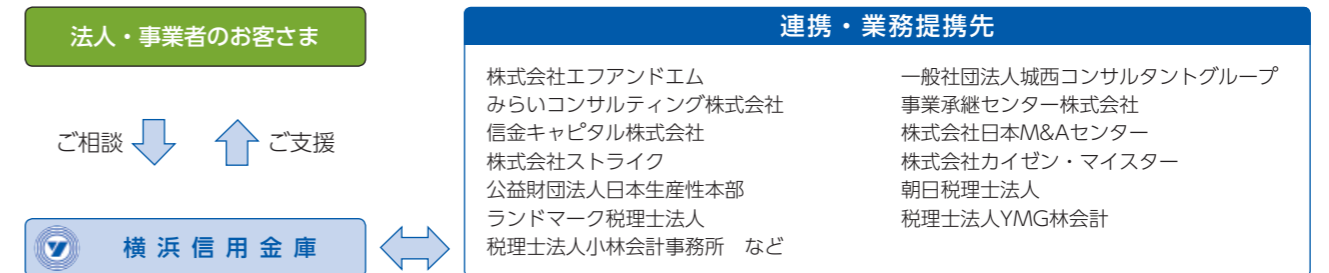 法人・事業者のお客さま
ご相談
ご支援
横浜信用金庫
連携・業務提携先
株式会社エフアンドエム
みらいコンサルティング株式会社
信金キャピタル株式会社
株式会社ストライク
公益財団法人日本生産性本部
ランドマーク税理士法人
税理士法人小林会計事務所　など
一般社団法人城西コンサルタントグループ
事業承継センター株式会社
株式会社日本M&Aセンター
株式会社カイゼン・マイスター
朝日税理士法人
税理士法人YMG林会計